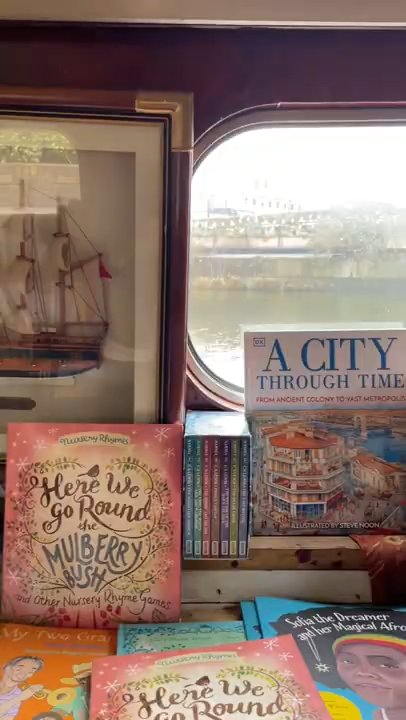 DK
A CITY
THROUGH TIME
FROM ANCIENT COLONY TO VAST METROPOLIS
ILLUSTRATED BY STEVE NOON
Nursery Rhymes
Here We
go Round
the
MULBERRY
BUSH
and other Nursery Rhyme Games
My Two Gra
Sofia the Dreamer
and her Magical Afro
Nursery Rhymes
Here We
go Round